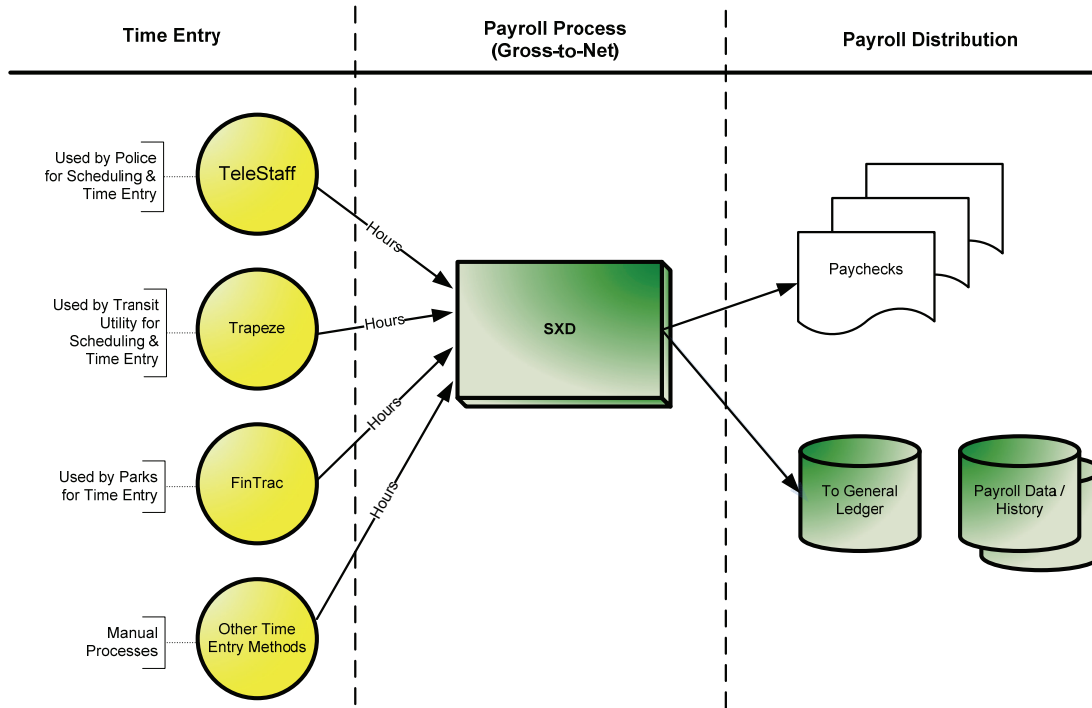 Time Entry
Payroll Process
(Gross-to-Net)
Payroll Distribution
Used by Police
for Scheduling &
Time Entry
TeleStaff
Hours
Used by Transit
Utility for
Scheduling &
Time Entry
Trapeze
Hours
SXD
Paychecks
Used by Parks
for Time Entry
FinTrac
Hours
To General
Ledger
Payroll Data /
History
Manual
Processes
Other Time
Entry Methods
Hours